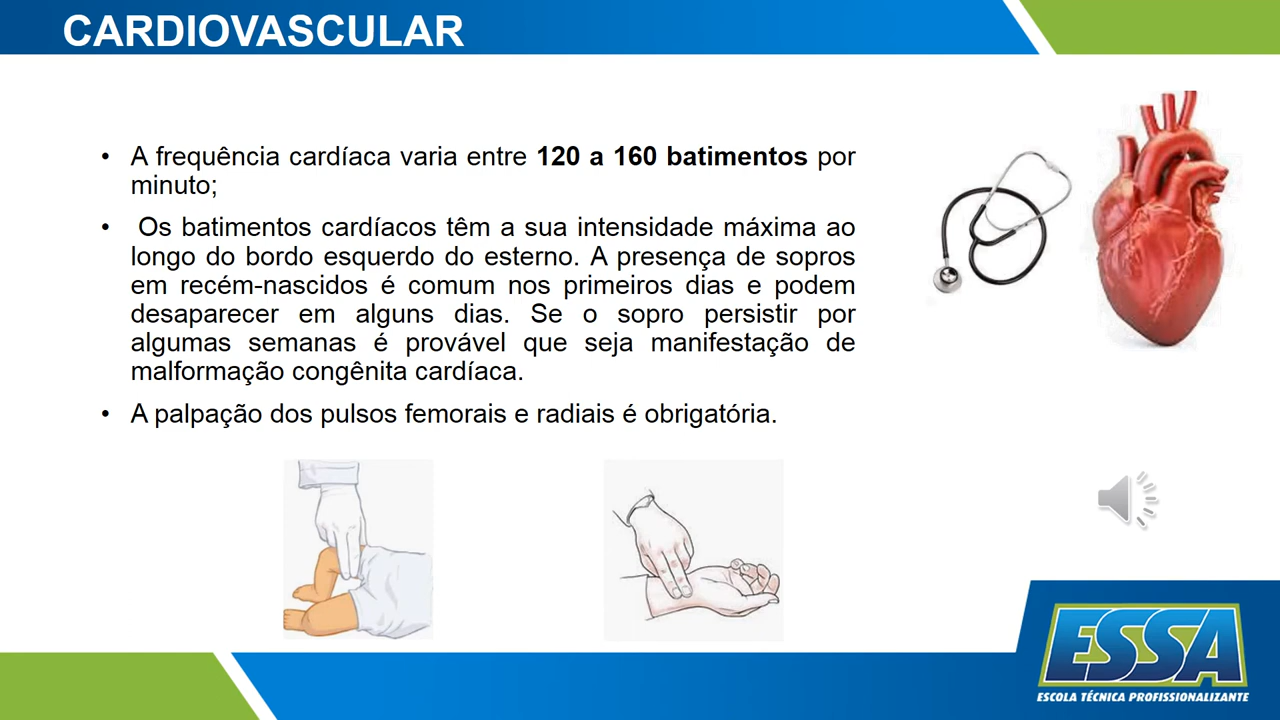 CARDIOVASCULAR
• A frequência cardíaca varia entre 120 a 160 batimentos por
minuto;
• Os batimentos cardíacos têm a sua intensidade máxima ao
longo do bordo esquerdo do esterno. A presença de sopros
em recém-nascidos é comum nos primeiros dias e podem
desaparecer em alguns dias. Se o sopro persistir por
algumas semanas é provável que seja manifestação de
malformação congênita cardíaca.
• A palpação dos pulsos femorais e radiais é obrigatória.
ESSA
ESCOLA TÉCNICA PROFISSIONALIZANTE